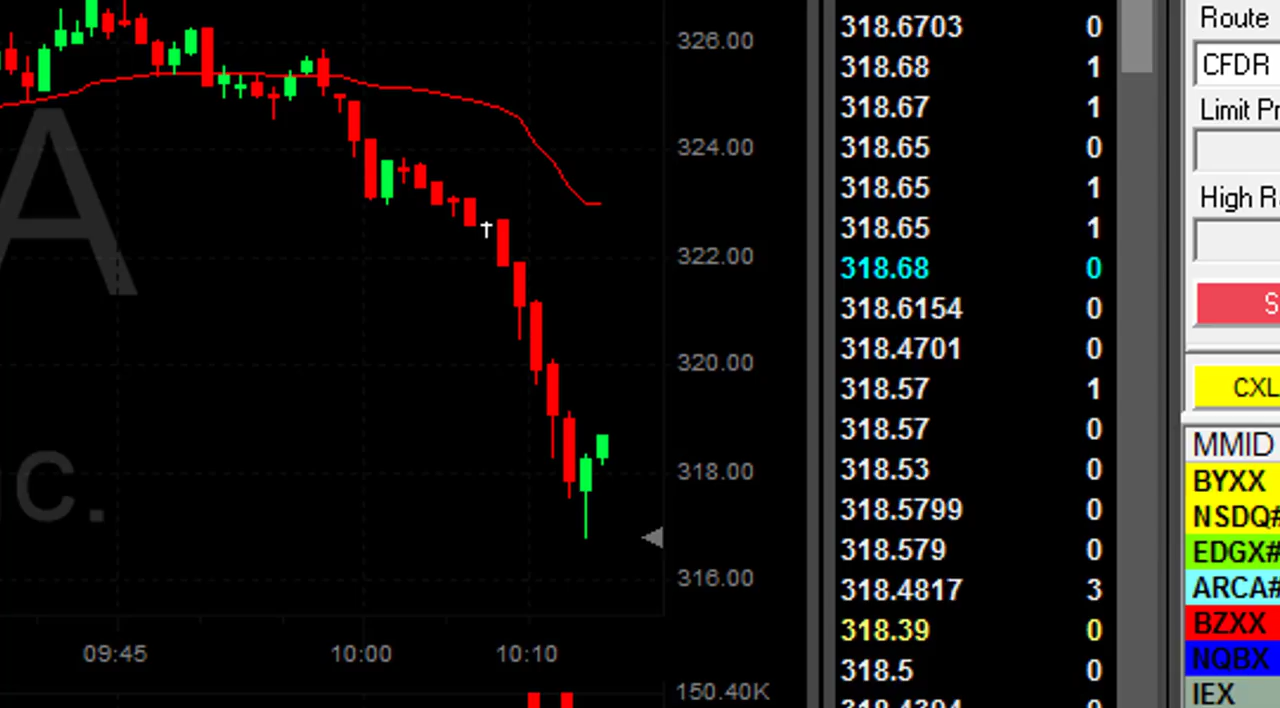 326.00
324.00
322.00
320.00
318.00
316.00
09:45 10:00 10:10
150.40K
A
c.
318.6703 0
318.68 1
318.67 1
318.65 0
318.65 1
318.65 1
318.68 0
318.6154 0
318.4701 0
318.57 1
318.57 0
318.53 0
318.5799 0
318.579 0
318.4817 3
318.39 0
318.5 0
Route
CFDR
Limit Pr
High R
S
CXL
MMID
BYXX
NSDQ#
EDGX#
ARCA#
BZXX
NQBX
IEX